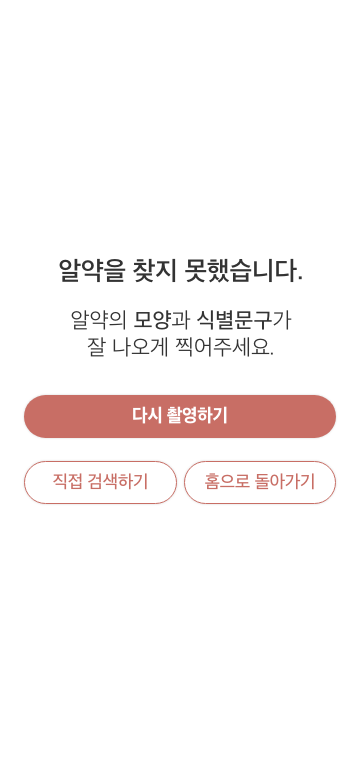 알약을 찾지 못했습니다.
알약의 모양과 식별문구가
잘 나오게 찍어주세요.
다시 촬영하기
직접 검색하기
홈으로 돌아가기